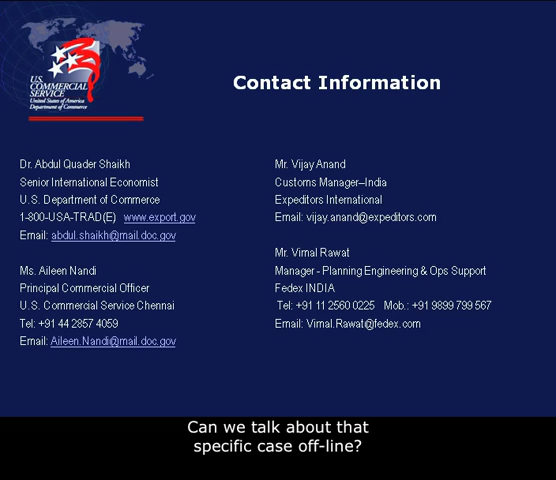 U.S.
COMMERCIAL
SERVICE
United States of America
Department of Commerce
Contact Information
Dr. Abdul Quader Shaikh
Senior International Economist
U.S. Department of Commerce
1-800-USA-TRAD(E) www.export.gov
Email: abdul.shaikh@mail.doc.gov
Ms. Aileen Nandi
Principal Commercial Officer
U.S. Commercial Service Chennai
Tel: +91 44 2857 4059
Email: Aileen.Nandi@mail.doc.gov
Mr. Vijay Anand
Customs Manager–India
Expeditors International
Email: vijay.anand@expeditors.com
Mr. Vimal Rawat
Manager - Planning Engineering & Ops Support
Fedex INDIA
Tel: +91 11 2560 0225 Mob.: +91 9899 799 567
Email: Vimal.Rawat@fedex.com
Can we talk about that
specific case off-line?